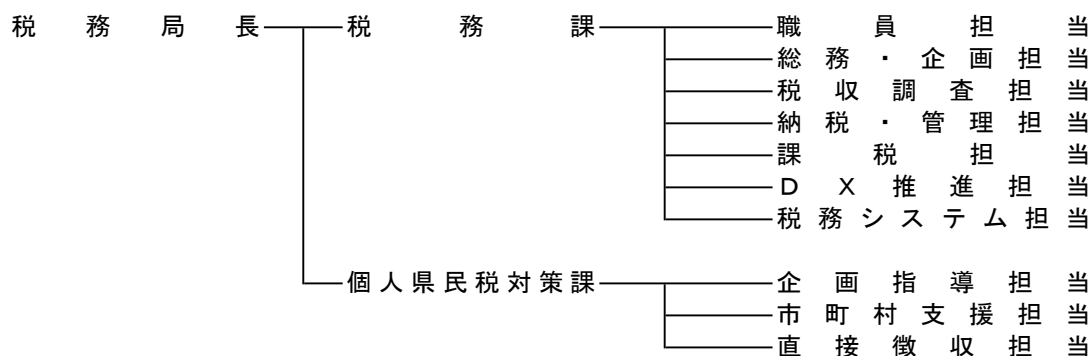 税務局長 税務課 職員担当
総務・企画担当
税収調査担当
納税・管理担当
課税担当
DX推進担当
税務システム担当
個人県民税対策課 企画指導担当
市町村支援担当
直接徴収担当